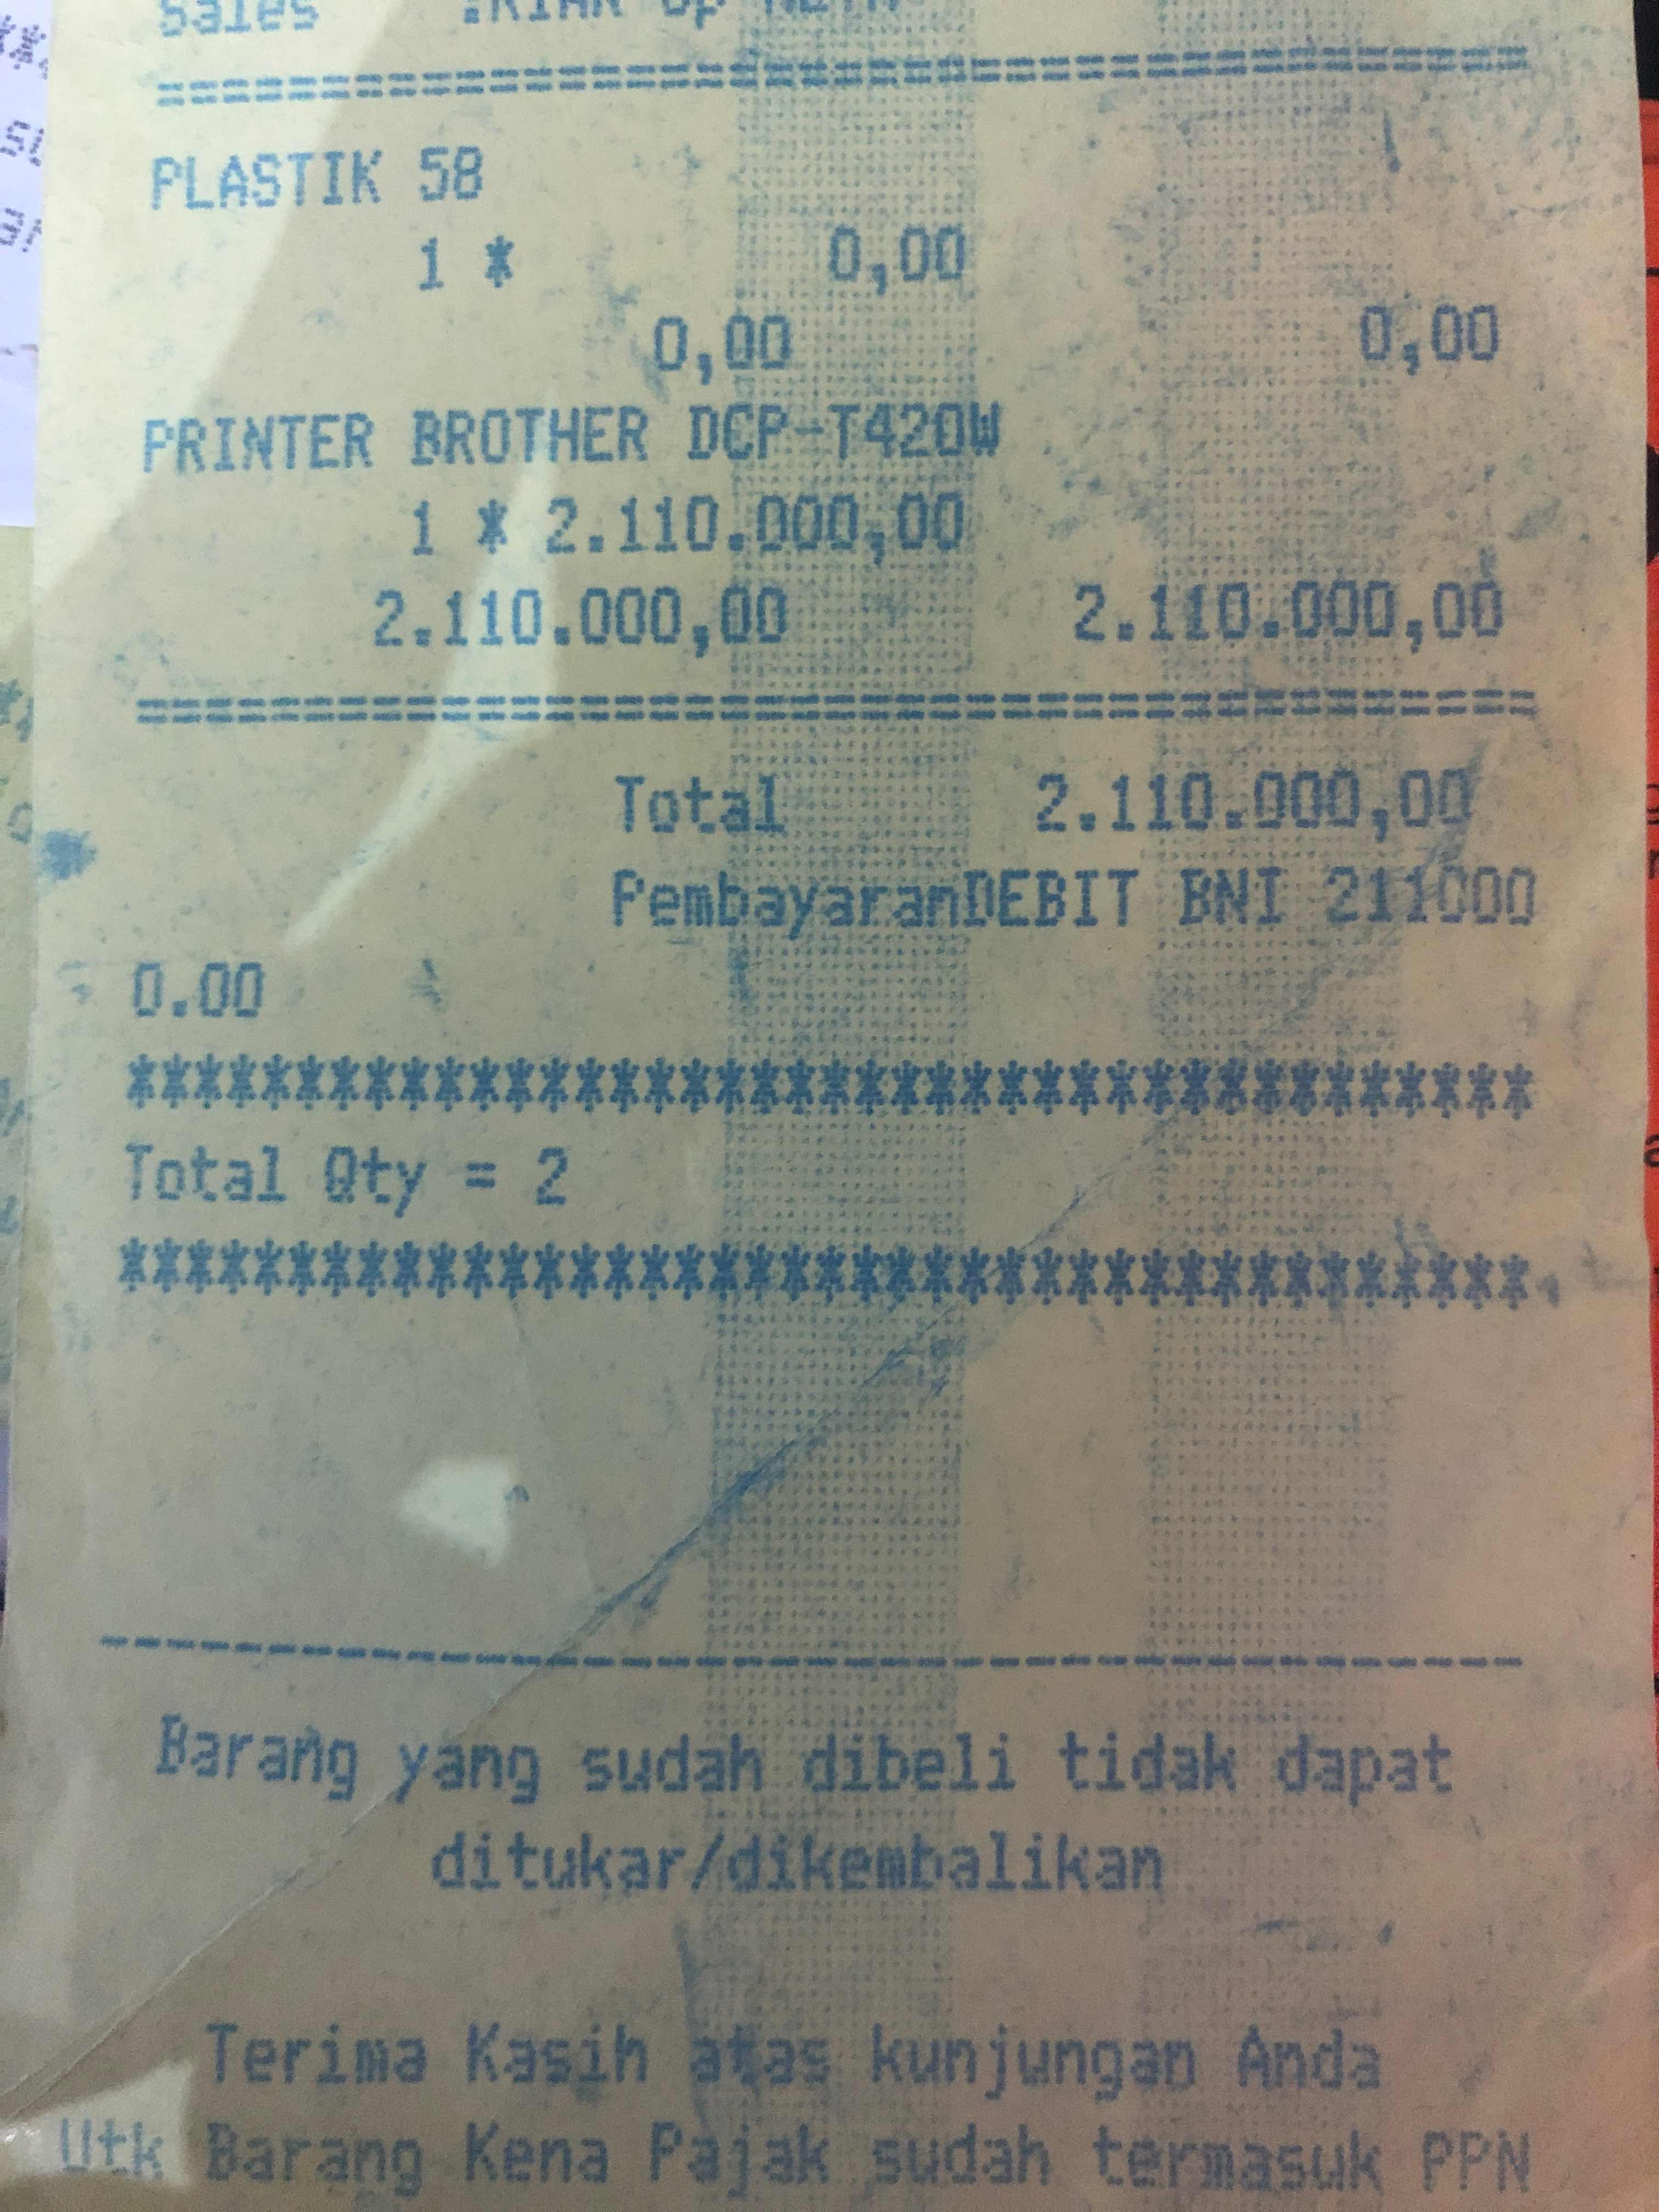 Sales
================================
PLASTIK 58
1 * 0,00
0,00 0,00
PRINTER BROTHER DCP-T420W
1 * 2.110.000,00
2.110.000,00 2.110.000,00
================================
Total 2.110.000,00
PembayaranDEBIT BNI 211000
0.00
****************************************
Total Qty = 2
****************************************
----------------------------------------
Barang yang sudah dibeli tidak dapat
ditukar/dikembalikan
Terima Kasih atas kunjungan Anda
Utk Barang Kena Pajak sudah termasuk PPN